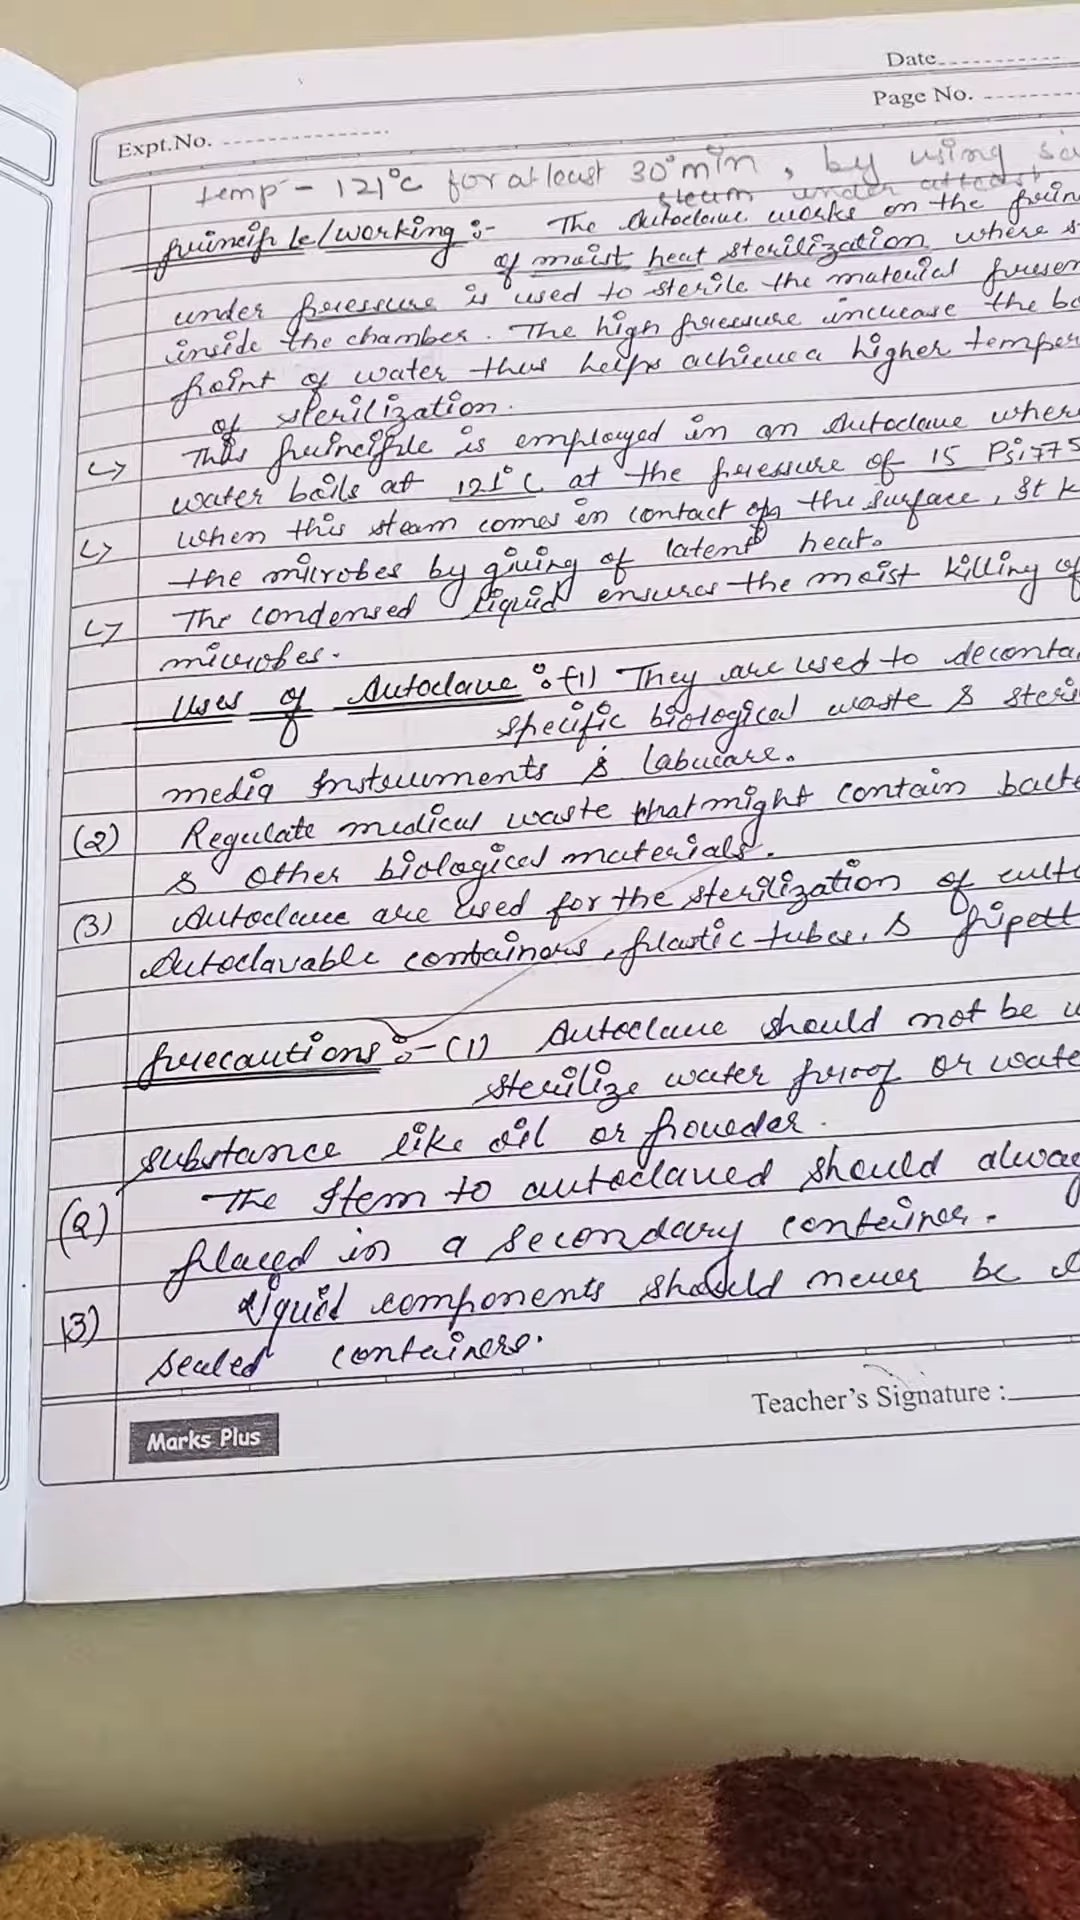 Date
Page No.
Expt.No.
temp - 121°C for at least 30 min, by using
steam under
principle/working :- The Autoclave works on the
of moist heat sterilization where
under pressure is used to sterile the material
inside the chamber. The high pressure increase the
point of water thus helps achieve a higher
of sterilization.
↳ This principle is employed in an Autoclave where
water boils at 121°C at the pressure of 15 Psi
↳ When this steam comes in contact on the surface, It
the microbes by giving of latent heat.
↳ The condensed liquid ensures the moist killing of
microbes.
Uses of Autoclave :- (1) They are used to
specific biological waste &
media Instruments & labware.
(2) Regulate medical waste that might contain
& other biological materials.
(3) Autoclave are used for the sterilization of
Autoclavable containors, plastic tubes, &
precautions :- (1) Autoclave should not be
sterilize water proof or
substance like oil or powder.
(2) The Item to autoclaved should
placed in a secondary container.
(3) Liquid components should never be
sealed containers.
Teacher's Signature :
Marks Plus